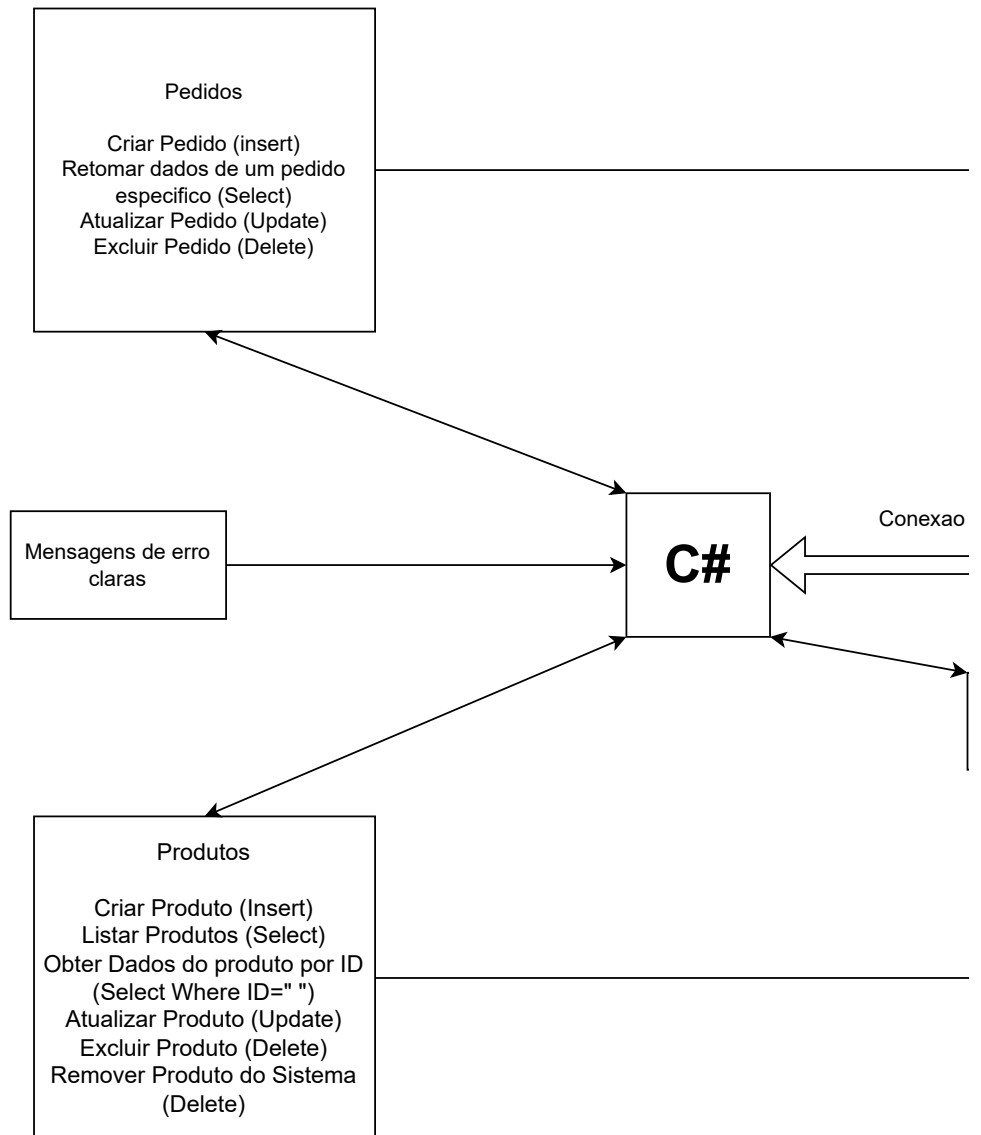 Pedidos
Criar Pedido (insert)
Retomar dados de um pedido
especifico (Select)
Atualizar Pedido (Update)
Excluir Pedido (Delete)
Mensagens de erro
claras
C#
Conexao
Produtos
Criar Produto (Insert)
Listar Produtos (Select)
Obter Dados do produto por ID
(Select Where ID=" ")
Atualizar Produto (Update)
Excluir Produto (Delete)
Remover Produto do Sistema
(Delete)